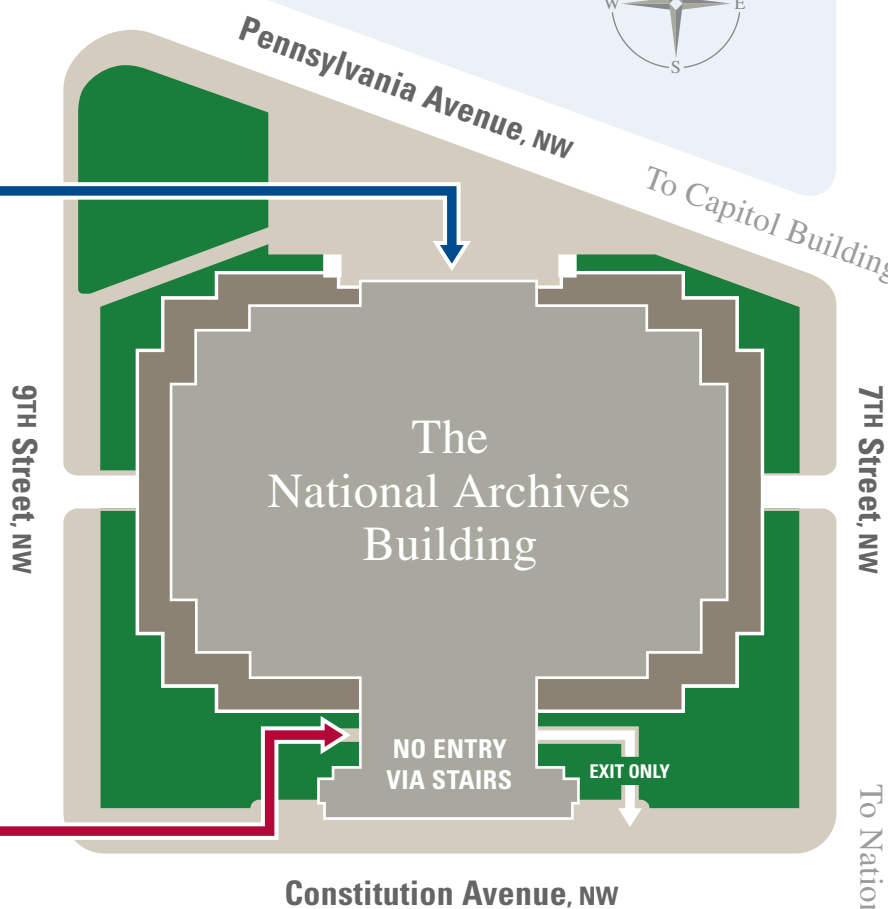 W
E
S
Pennsylvania Avenue, NW
To Capitol Building
9TH Street, NW
7TH Street, NW
The
National Archives
Building
NO ENTRY
VIA STAIRS
EXIT ONLY
To
Constitution Avenue, NW